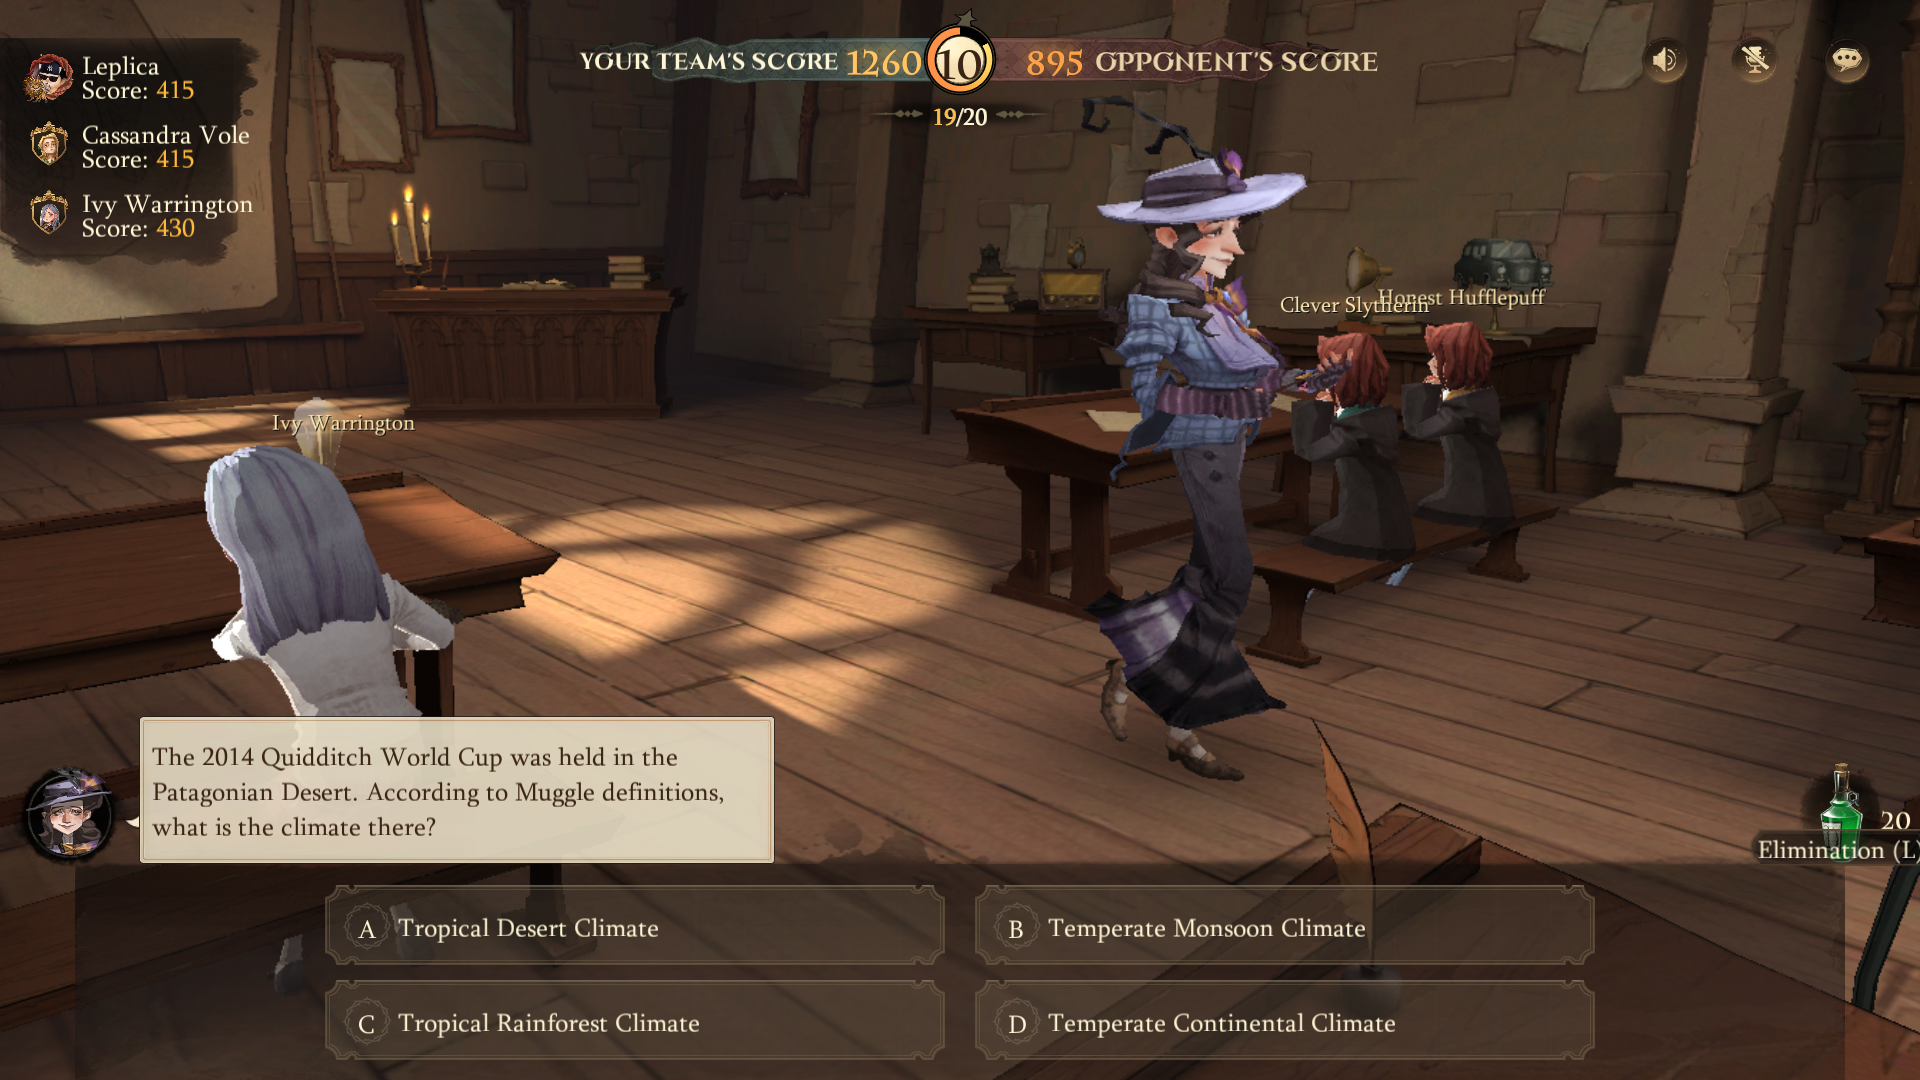 Leplica
Score: 415
Cassandra Vole
Score: 415
Ivy Warrington
Score: 430
YOUR TEAM'S SCORE 1260 10 895 OPPONENT'S SCORE
19/20
Clever Slytherin
Honest Hufflepuff
Ivy Warrington
The 2014 Quidditch World Cup was held in the
Patagonian Desert. According to Muggle definitions,
what is the climate there?
20
Elimination (L)
A Tropical Desert Climate
B Temperate Monsoon Climate
C Tropical Rainforest Climate
D Temperate Continental Climate